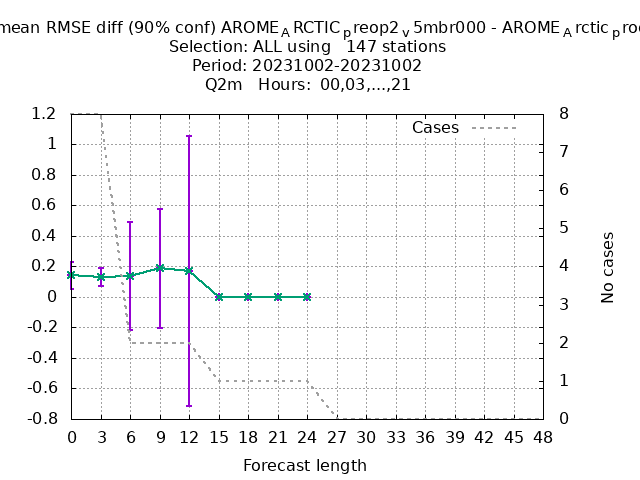 mean RMSE diff (90% conf) AROME_ARCTIC_preop2_v5mbr000 - AROME_Arctic_pro
Selection: ALL using 147 stations
Period: 20231002-20231002
Q2m Hours: 00,03,...,21
Cases
1.2
1
0.8
0.6
0.4
0.2
0
-0.2
-0.4
-0.6
-0.8
8
7
6
5
4
3
2
1
0
No cases
0 3 6 9 12 15 18 21 24 27 30 33 36 39 42 45 48
Forecast length